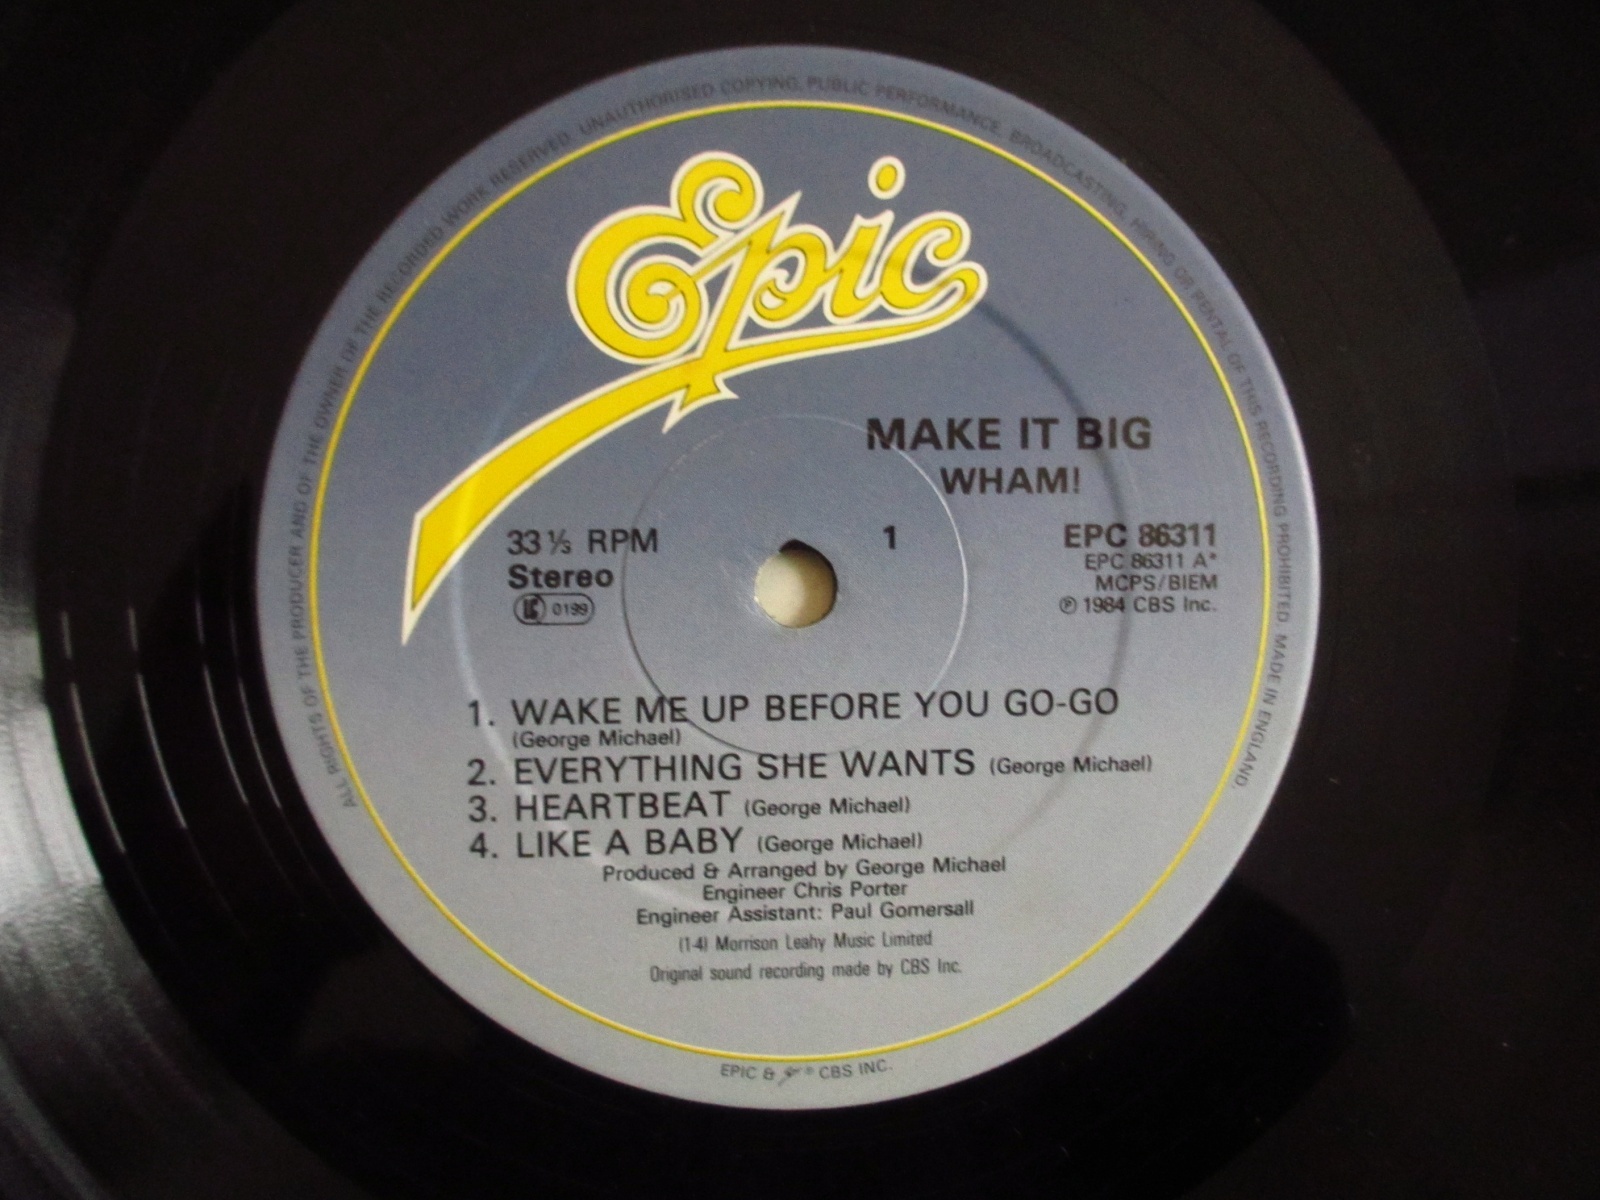 ALL RIGHTS OF THE PRODUCER AND OF THE OWNER OF THE RECORDED WORK RESERVED. UNAUTHORISED COPYING, PUBLIC PERFORMANCE, BROADCASTING, HIRING OR RENTAL OF THIS RECORDING PROHIBITED. MADE IN ENGLAND.
Epic
MAKE IT BIG
WHAM!
33⅓ RPM
Stereo
LC 0199
1
EPC 86311
EPC 86311 A*
MCPS/BIEM
℗ 1984 CBS Inc.
1. WAKE ME UP BEFORE YOU GO-GO
(George Michael)
2. EVERYTHING SHE WANTS (George Michael)
3. HEARTBEAT (George Michael)
4. LIKE A BABY (George Michael)
Produced & Arranged by George Michael
Engineer Chris Porter
Engineer Assistant: Paul Gomersall
(1-4) Morrison Leahy Music Limited
Original sound recording made by CBS Inc.
EPIC & Epic ® CBS INC.